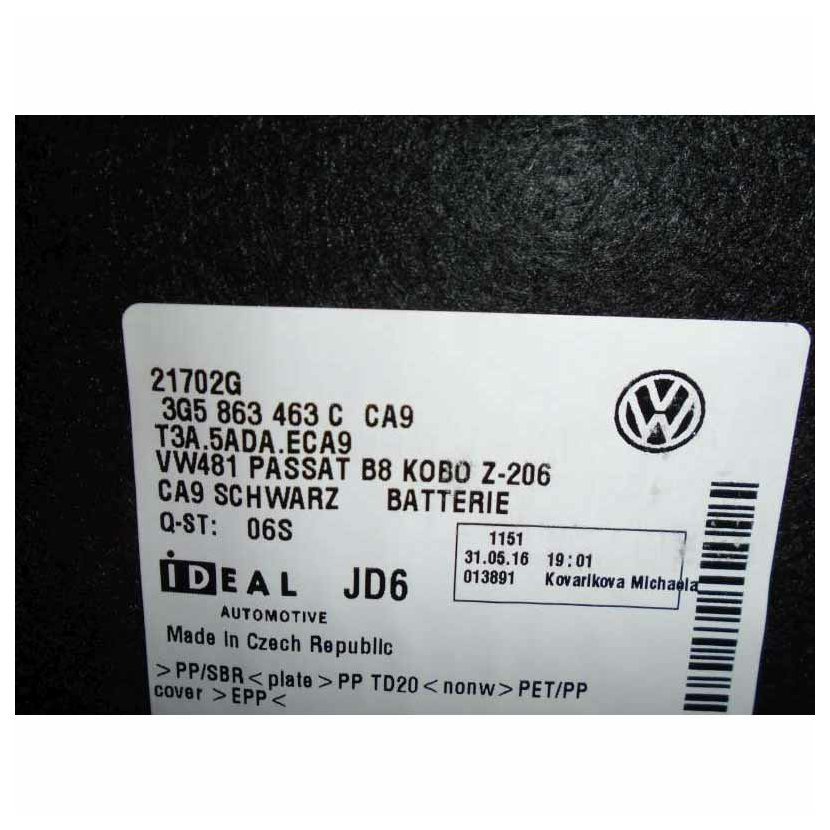 21702G
3G5 863 463 C CA9
T3A.5ADA.ECA9
VW481 PASSAT B8 KOBO Z-206
CA9 SCHWARZ BATTERIE
Q-ST: 06S
1151
31.05.16 19:01
013891 Kovarikova Michaela
iDEAL JD6
AUTOMOTIVE
Made in Czech Republic
>PP/SBR<plate>PP TD20<nonw>PET/PP
cover >EPP<